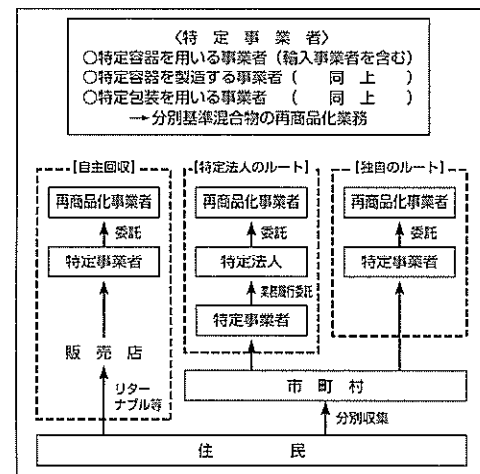 〈特定事業者〉
○特定容器を用いる事業者（輸入事業者を含む）
○特定容器を製造する事業者（　同　上　）
○特定包装を用いる事業者（　同　上　）
→分別基準混合物の再商品化業務
［自主回収］
再商品化事業者
委託
特定事業者
販売店
リターナブル等
［特定法人のルート］
再商品化事業者
委託
特定法人
業務履行委託
特定事業者
［独自のルート］
再商品化事業者
委託
特定事業者
市町村
分別収集
住民